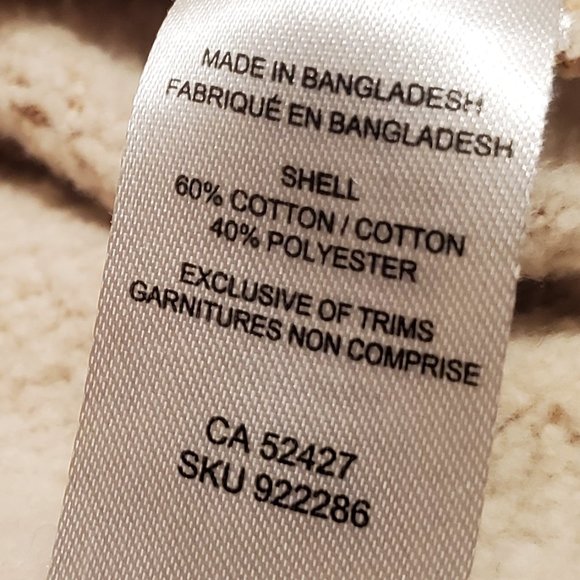 MADE IN BANGLADESH
FABRIQUÉ EN BANGLADESH
SHELL
60% COTTON / COTTON
40% POLYESTER
EXCLUSIVE OF TRIMS
GARNITURES NON COMPRISE
CA 52427
SKU 922286